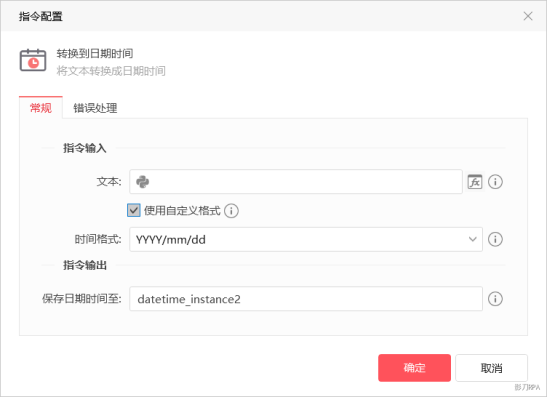 指令配置
转换到日期时间
将文本转换成日期时间
常规 错误处理
指令输入
文本: fx
使用自定义格式
时间格式: YYYY/mm/dd
指令输出
保存日期时间至: datetime_instance2
确定 取消
影刀RPA